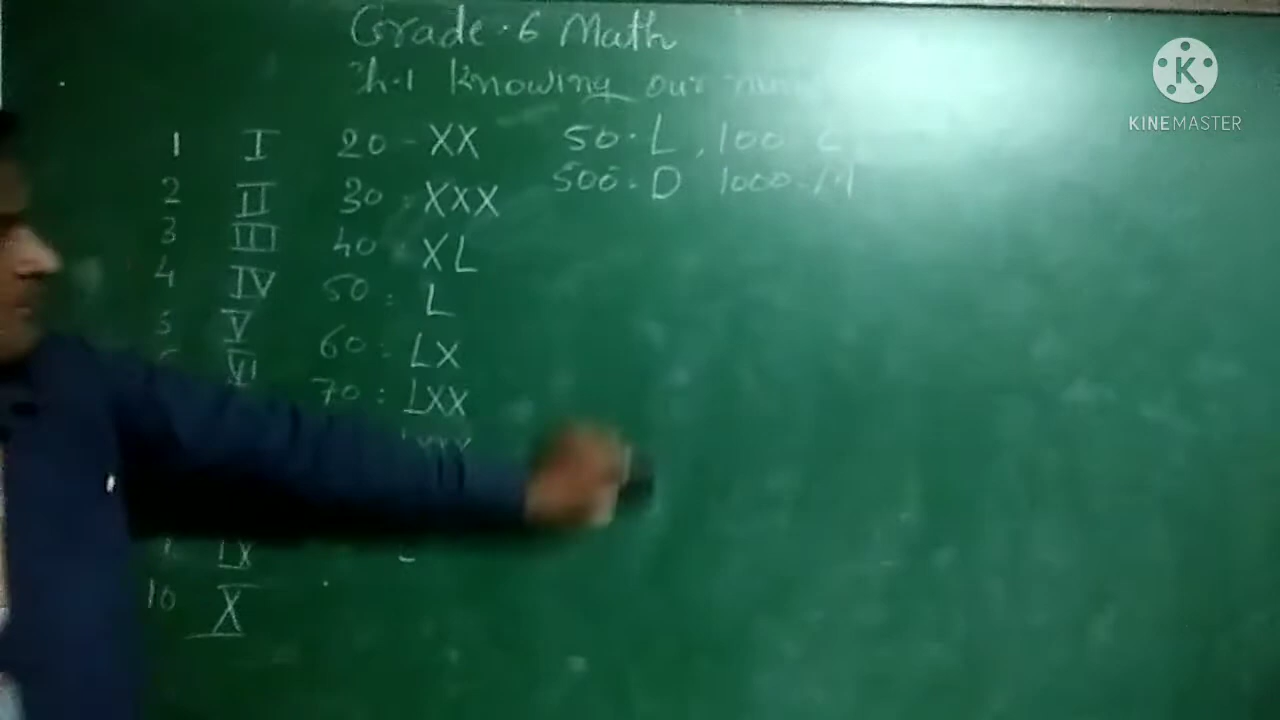 Grade·6 Math
Ch-1 Knowing our
1 I 20 - XX 50·L, 100 - C
2 II 30 · XXX 500·D 1000-M
3 III 40 · XL
4 IV 50 : L
5 V 60 : LX
VI 70 : LXX
IX
10 X
KINEMASTER